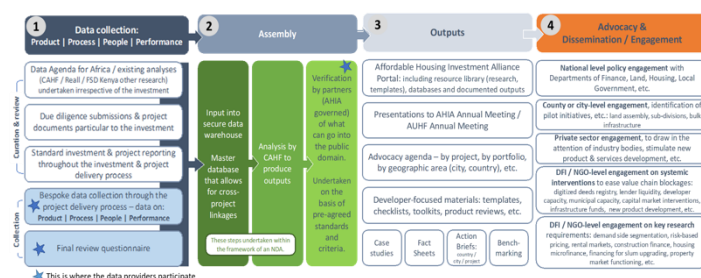 1
Data collection:
Product | Process | People | Performance
2
Assembly
3
Outputs
4
Advocacy &
Dissemination / Engagement
Curation & review
Collection
Data Agenda for Africa / existing analyses
(CAHF / Reall / FSD Kenya other research)
undertaken irrespective of the investment
Due diligence submissions & project
documents particular to the investment
Standard investment & project reporting
throughout the investment & project
delivery process
Bespoke data collection through
the project delivery process – data on:
Product | Process | People | Performance
Final review questionnaire
This is where the data providers participate
Input into
secure data
warehouse
Master
database that
allows for
cross-project
linkages
Analysis by
CAHF to
produce
outputs
These steps undertaken within
the framework of an NDA.
Verification
by partners
(AHIA
governed)
of what
can go
into the
public
domain.
Undertaken
on the
basis of
pre-agreed
standards
and
criteria.
Affordable Housing Investment Alliance
Portal: including resource library (research,
templates), databases and documented outputs
Presentations to AHIA Annual Meeting /
AUHF Annual Meeting
Advocacy agenda – by project, by portfolio,
by geographic area (city, country), etc.
Developer-focused materials: templates,
checklists, toolkits, product reviews, etc.
Case
studies
Fact
Sheets
Action
Briefs:
country /
city / project
Bench-
marking
National level policy engagement with
Departments of Finance, Land, Housing, Local
Government, etc.
County or city-level engagement, identification of
pilot initiatives, etc.: land assembly, sub-divisions, bulk
infrastructure
Private sector engagement, to draw in the
attention of industry bodies, stimulate new
product & services development, etc.
DFI / NGO-level engagement on systemic
interventions to ease value chain blockages:
digitized deeds registry, lender liquidity, developer
capacity, municipal capacity, capital market interventions,
infrastructure funds, new product development, etc.
DFI / NGO-level engagement on key research
requirements: demand side segmentation, risk-based
pricing, rental markets, construction finance, housing
microfinance, financing for slum upgrading, property
market functioning, etc.